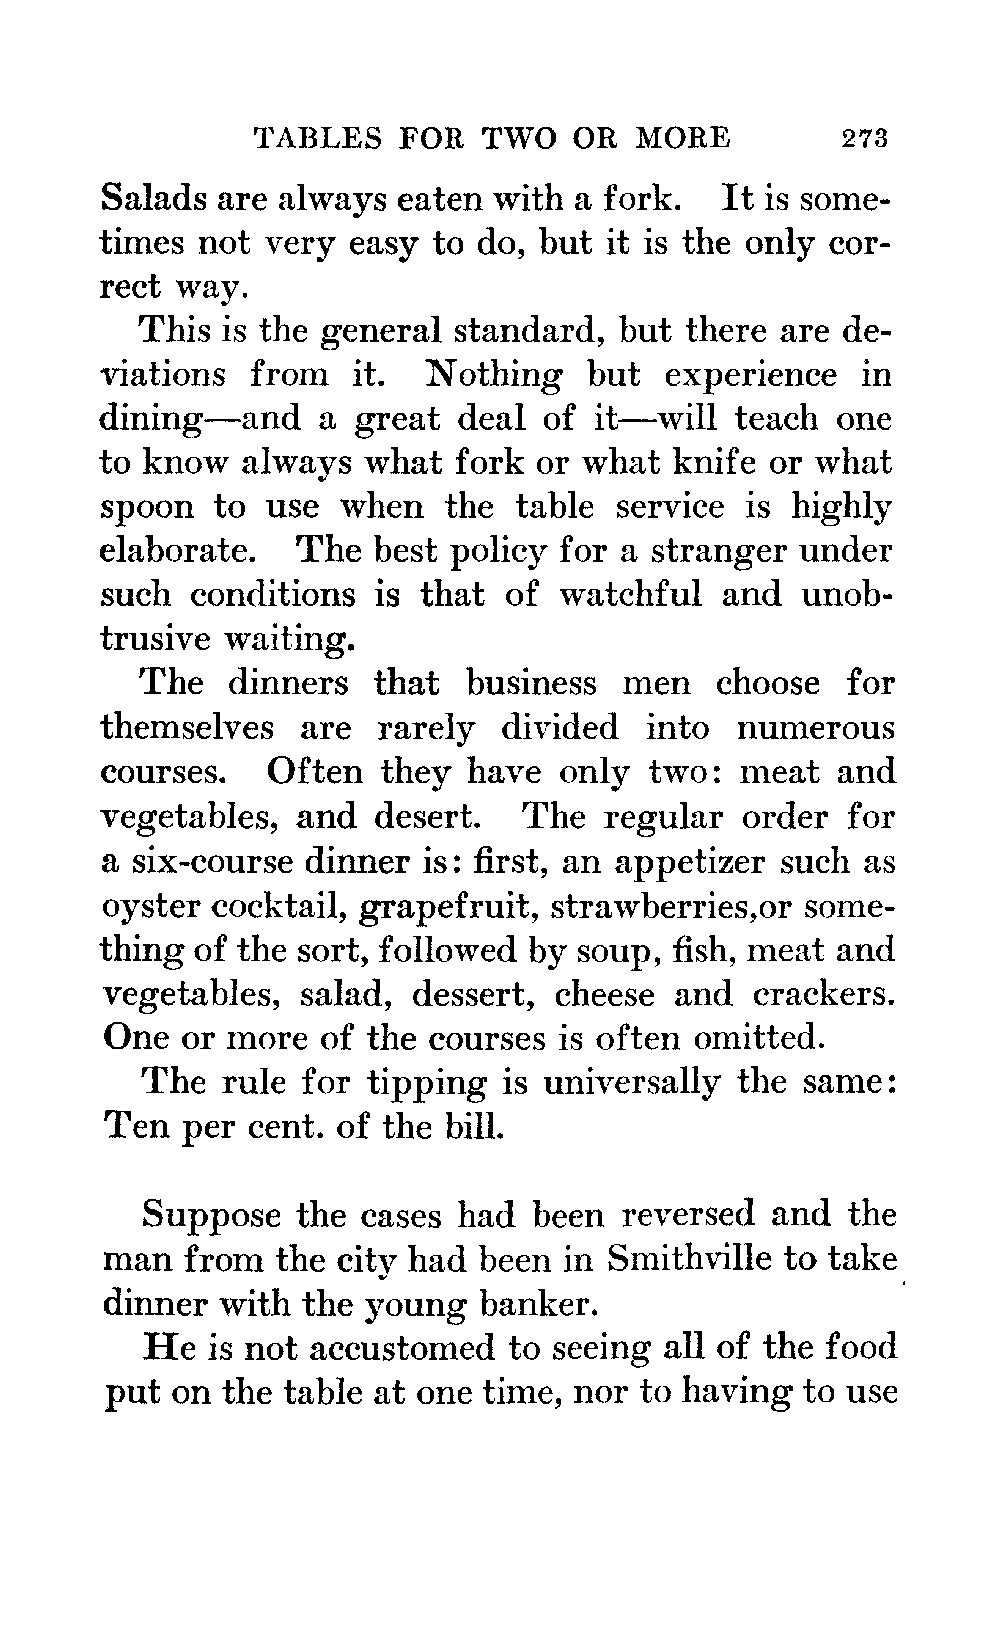 TABLES FOR TWO OR MORE 273
Salads are always eaten with a fork. It is some-
times not very easy to do, but it is the only cor-
rect way.
This is the general standard, but there are de-
viations from it. Nothing but experience in
dining—and a great deal of it—will teach one
to know always what fork or what knife or what
spoon to use when the table service is highly
elaborate. The best policy for a stranger under
such conditions is that of watchful and unob-
trusive waiting.
The dinners that business men choose for
themselves are rarely divided into numerous
courses. Often they have only two: meat and
vegetables, and desert. The regular order for
a six-course dinner is: first, an appetizer such as
oyster cocktail, grapefruit, strawberries,or some-
thing of the sort, followed by soup, fish, meat and
vegetables, salad, dessert, cheese and crackers.
One or more of the courses is often omitted.
The rule for tipping is universally the same:
Ten per cent. of the bill.
Suppose the cases had been reversed and the
man from the city had been in Smithville to take
dinner with the young banker.
He is not accustomed to seeing all of the food
put on the table at one time, nor to having to use